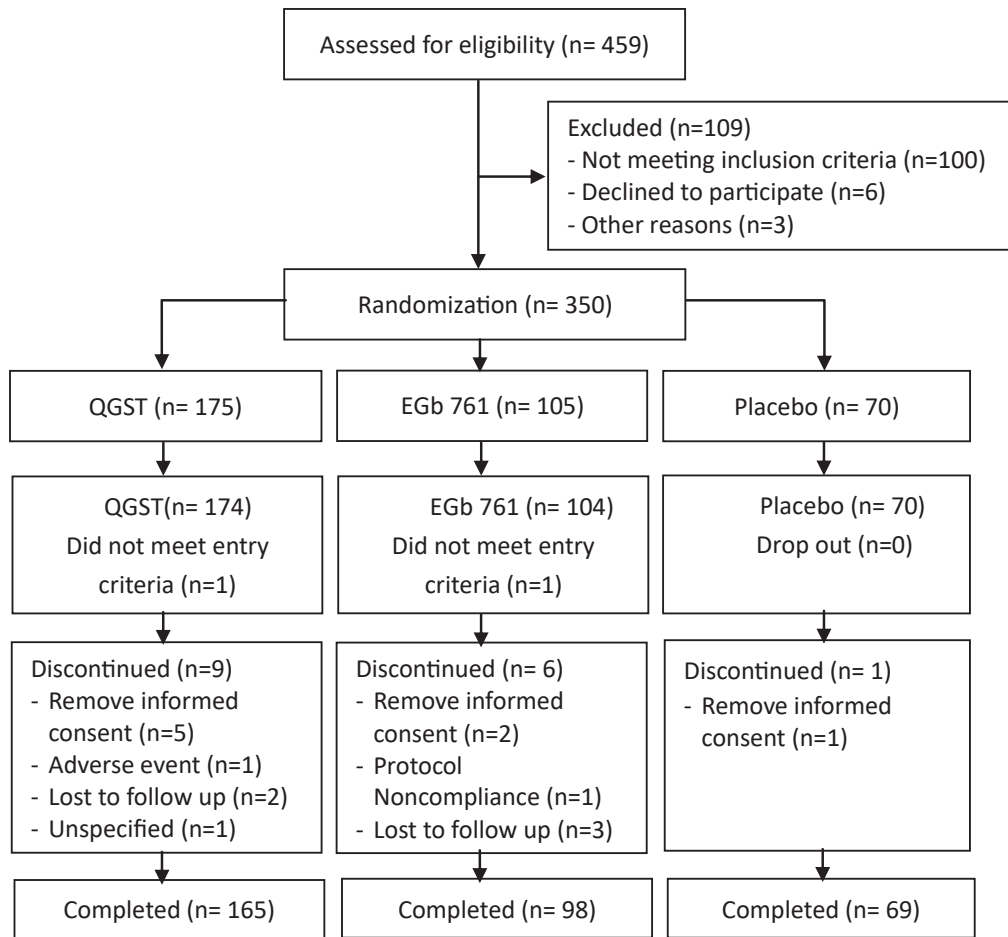 Assessed for eligibility (n= 459)
Excluded (n=109)
- Not meeting inclusion criteria (n=100)
- Declined to participate (n=6)
- Other reasons (n=3)
Randomization (n= 350)
QGST (n= 175)
EGb 761 (n= 105)
Placebo (n= 70)
QGST(n= 174)
Did not meet entry
criteria (n=1)
EGb 761 (n= 104)
Did not meet entry
criteria (n=1)
Placebo (n= 70)
Drop out (n=0)
Discontinued (n=9)
- Remove informed
consent (n=5)
- Adverse event (n=1)
- Lost to follow up (n=2)
- Unspecified (n=1)
Discontinued (n= 6)
- Remove informed
consent (n=2)
- Protocol
Noncompliance (n=1)
- Lost to follow up (n=3)
Discontinued (n= 1)
- Remove informed
consent (n=1)
Completed (n= 165)
Completed (n= 98)
Completed (n= 69)